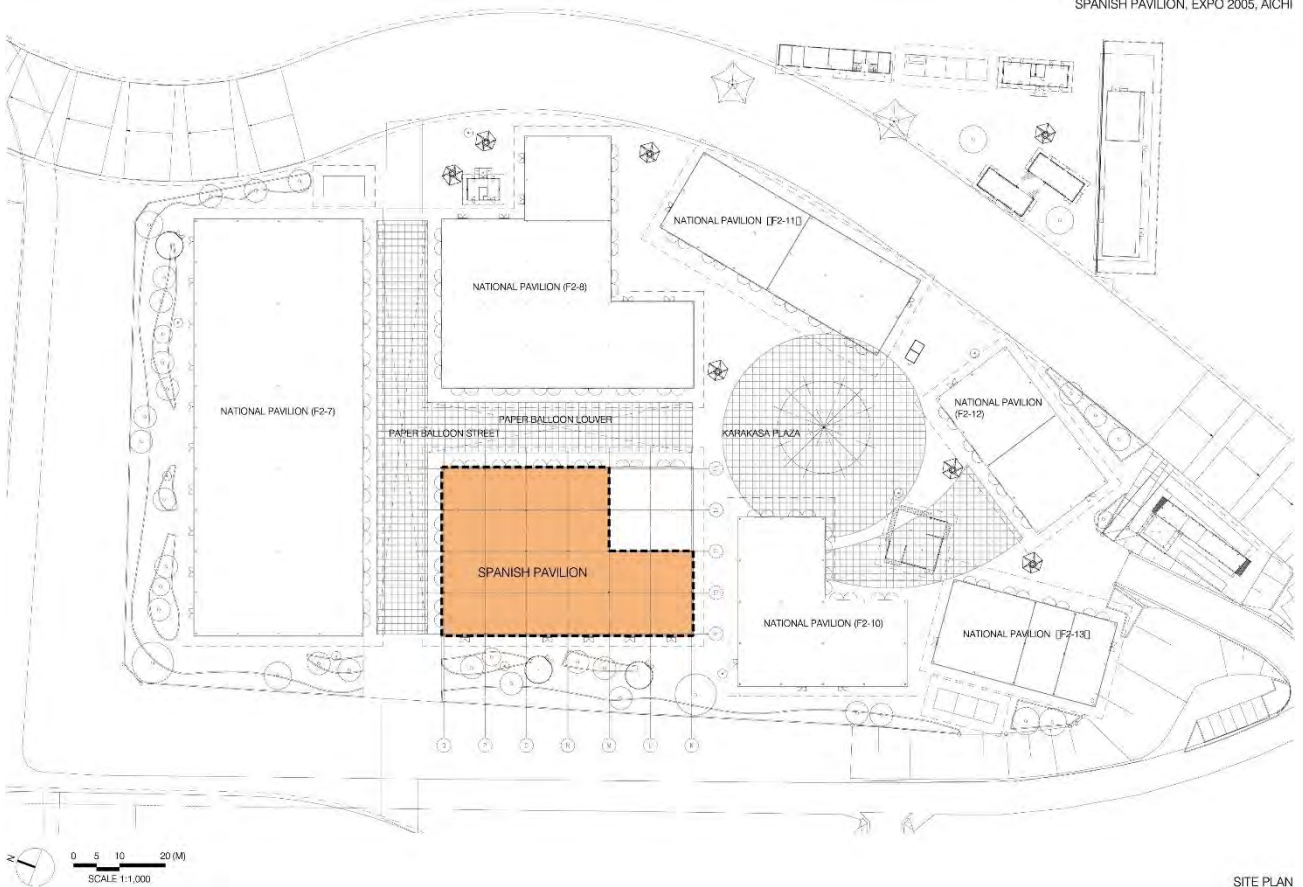 SPANISH PAVILION, EXPO 2005, AICHI
NATIONAL PAVILION [F2-11]
NATIONAL PAVILION (F2-8)
NATIONAL PAVILION (F2-7)
NATIONAL PAVILION
(F2-12)
PAPER BALLOON LOUVER
PAPER BALLOON STREET
KARAKASA PLAZA
SPANISH PAVILION
NATIONAL PAVILION (F2-10)
NATIONAL PAVILION [F2-13]
N
0 5 10 20 (M)
SCALE 1:1,000
SITE PLAN